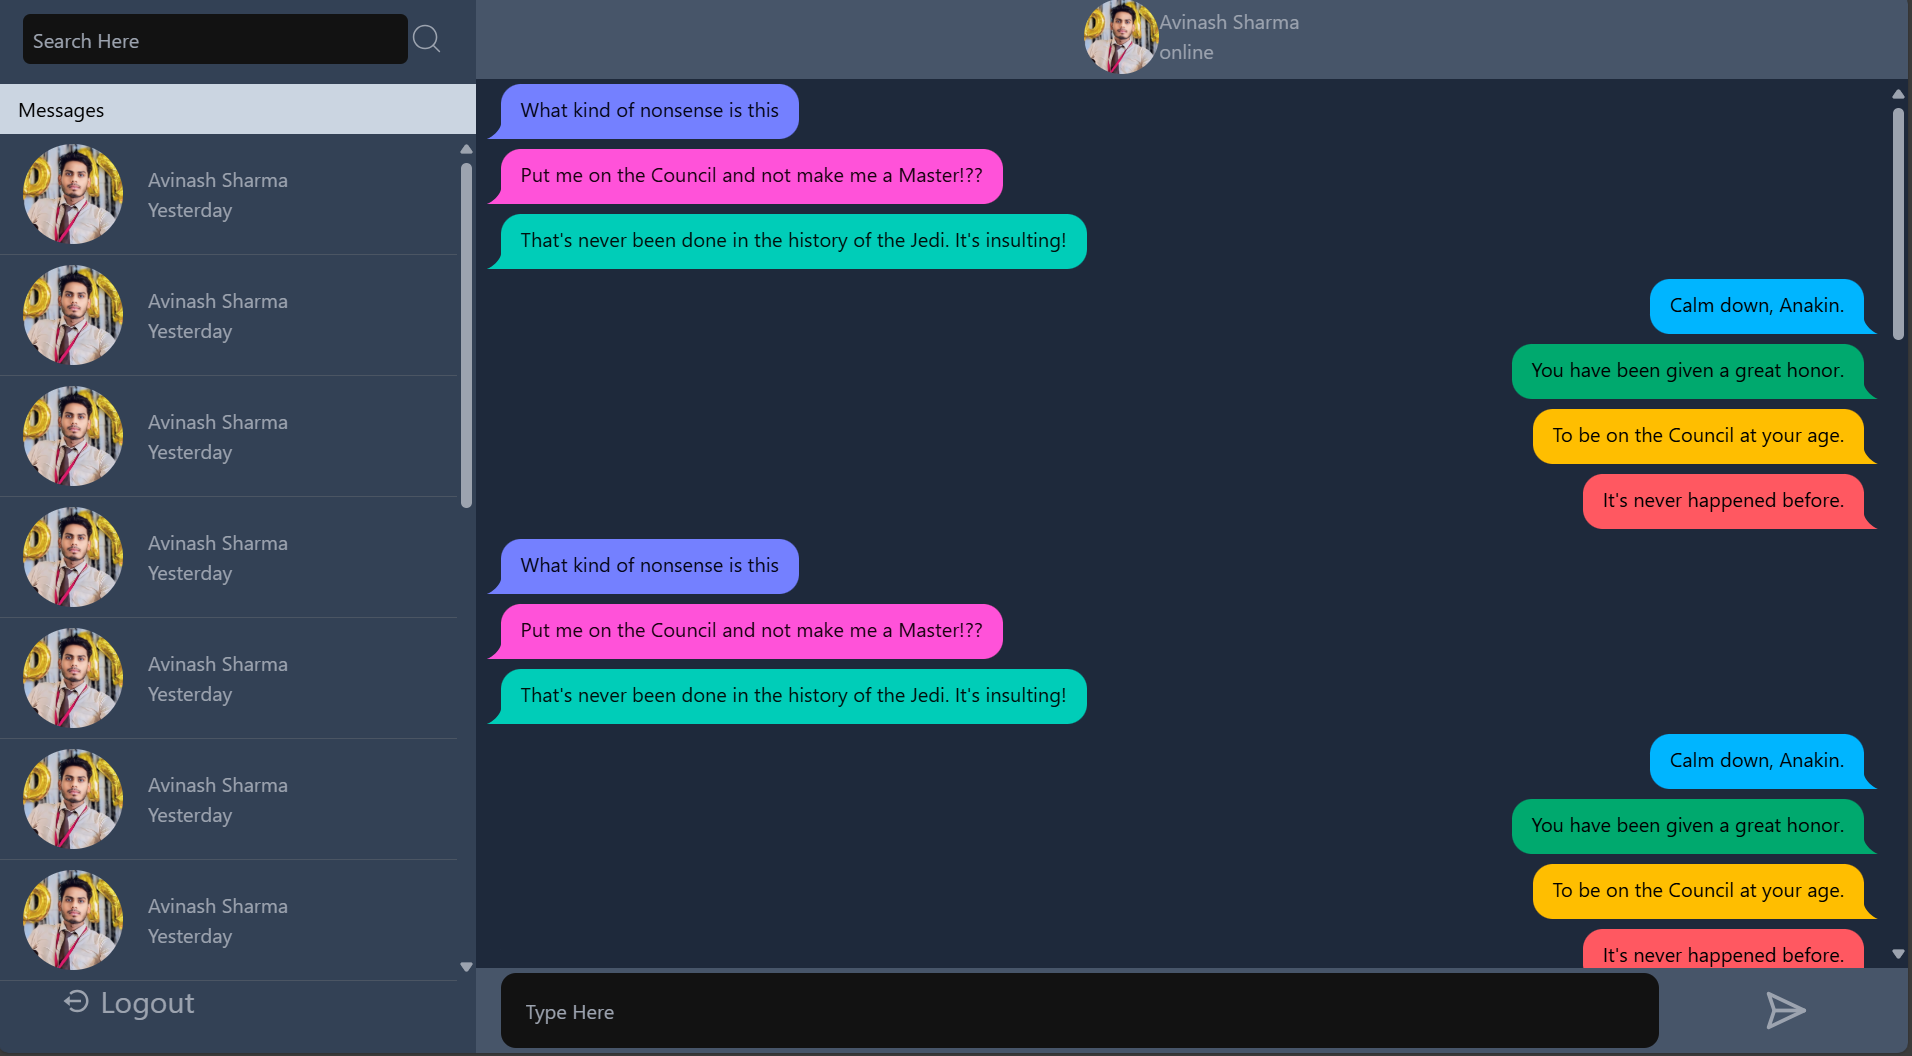 Search Here
Messages
Avinash Sharma
Yesterday
Avinash Sharma
Yesterday
Avinash Sharma
Yesterday
Avinash Sharma
Yesterday
Avinash Sharma
Yesterday
Avinash Sharma
Yesterday
Avinash Sharma
Yesterday
Logout
Avinash Sharma
online
What kind of nonsense is this
Put me on the Council and not make me a Master!??
That's never been done in the history of the Jedi. It's insulting!
Calm down, Anakin.
You have been given a great honor.
To be on the Council at your age.
It's never happened before.
What kind of nonsense is this
Put me on the Council and not make me a Master!??
That's never been done in the history of the Jedi. It's insulting!
Calm down, Anakin.
You have been given a great honor.
To be on the Council at your age.
It's never happened before.
Type Here